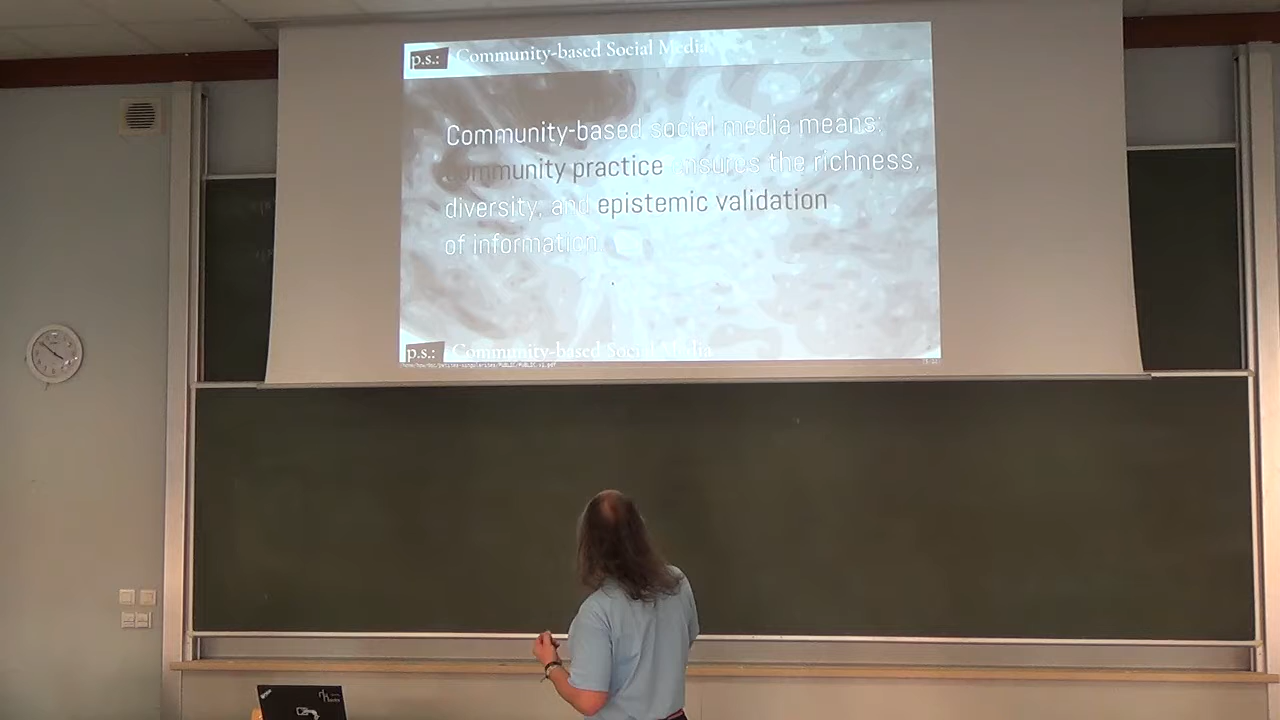 p.s.: Community-based Social Media
Community-based social media means:
community practice ensures the richness,
diversity, and epistemic validation
of information
p.s.: Community-based Social Media